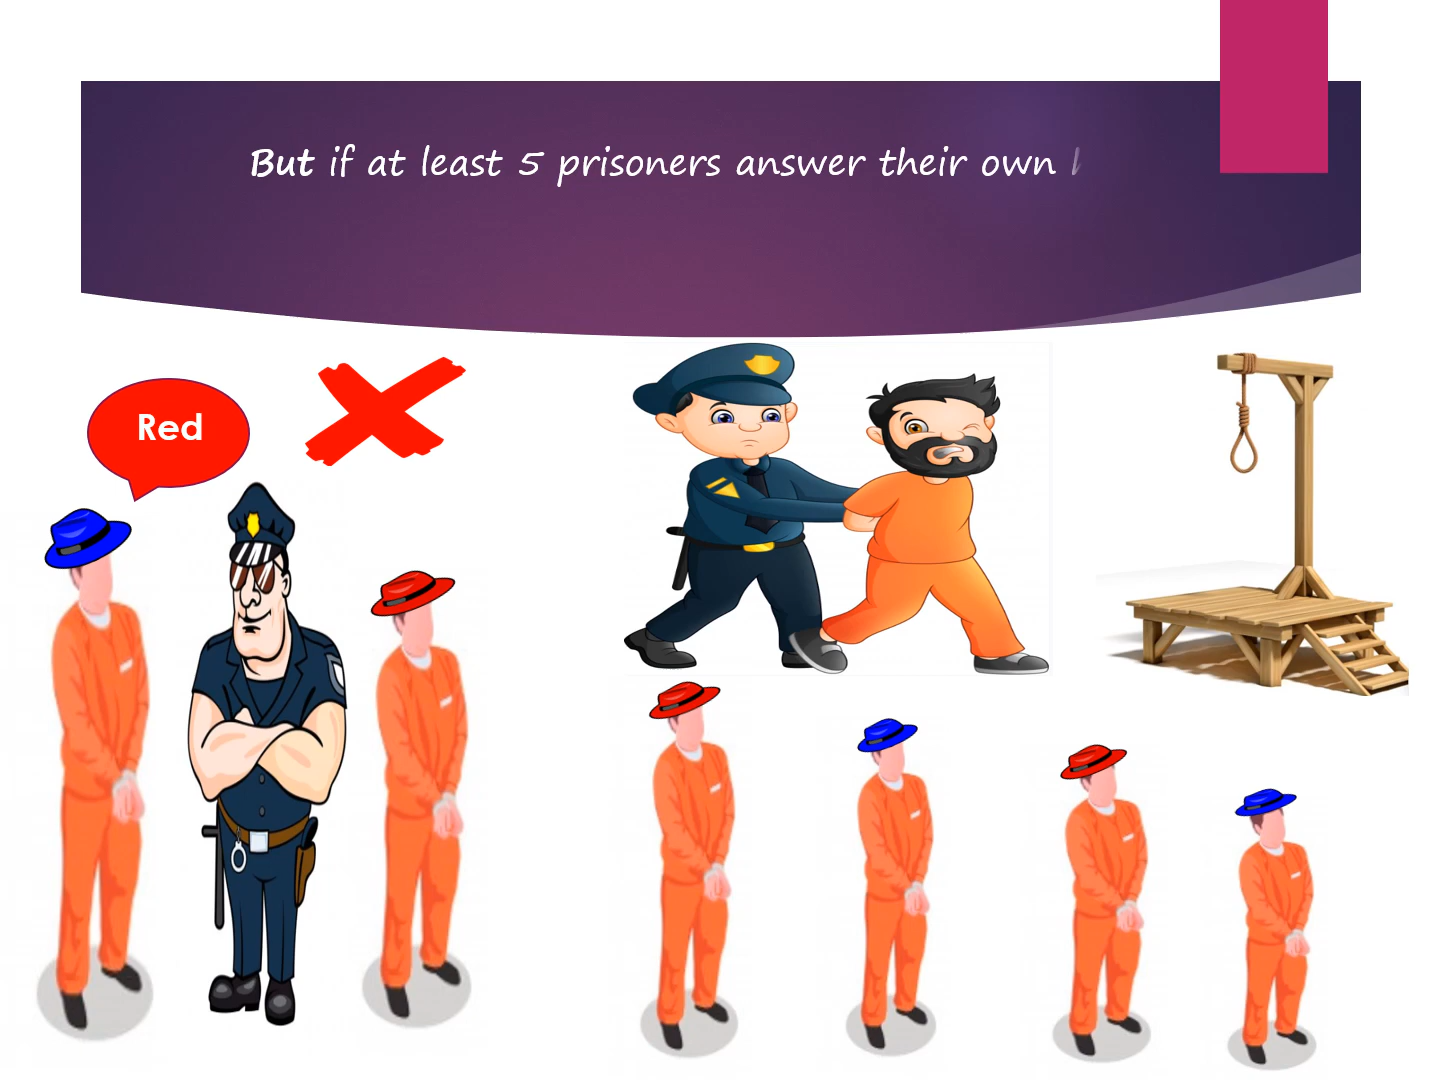 But if at least 5 prisoners answer their own
Red